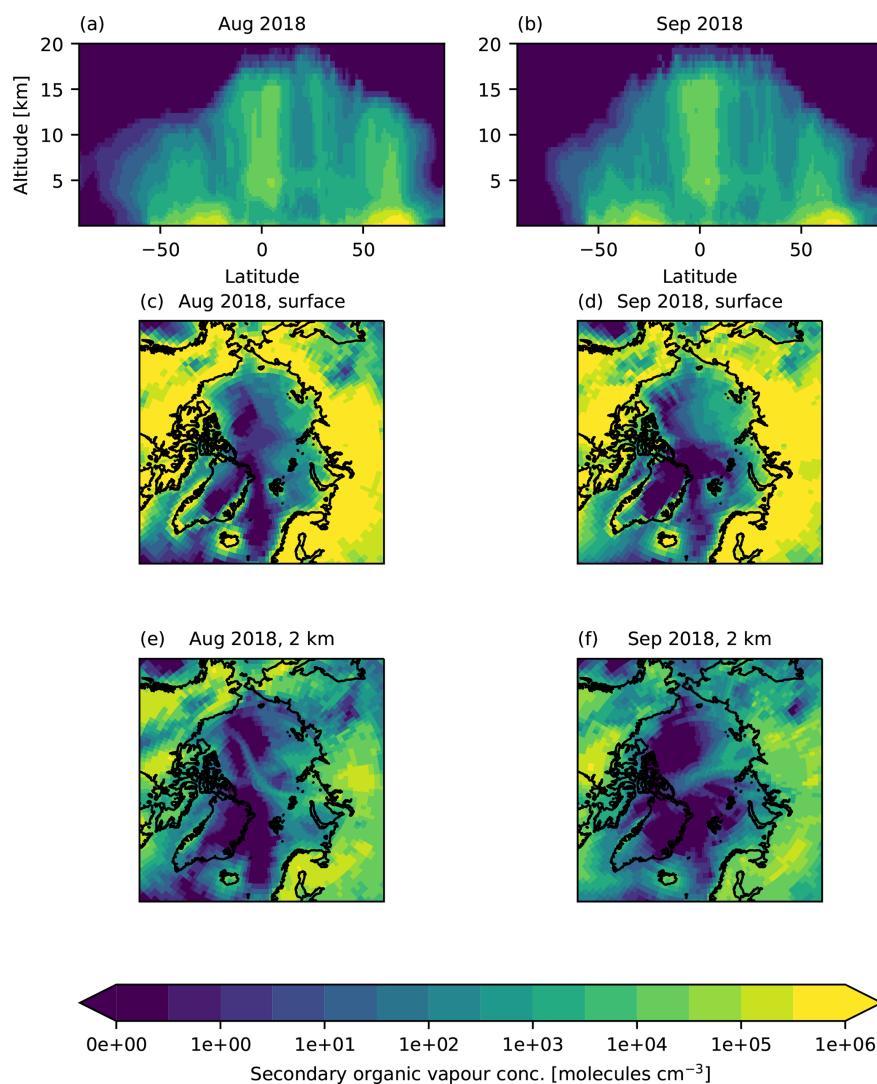 (a) Aug 2018
(b) Sep 2018
20
15
10
5
Altitude [km]
−50 0 50
Latitude
20
15
10
5
−50 0 50
Latitude
(c) Aug 2018, surface
(d) Sep 2018, surface
(e) Aug 2018, 2 km
(f) Sep 2018, 2 km
0e+00 1e+00 1e+01 1e+02 1e+03 1e+04 1e+05 1e+06
Secondary organic vapour conc. [molecules cm⁻³]